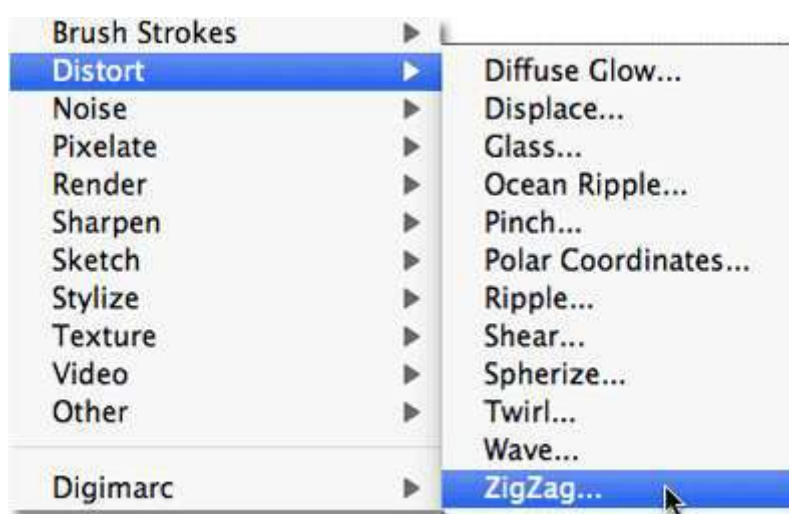 Brush Strokes
Distort
Noise
Pixelate
Render
Sharpen
Sketch
Stylize
Texture
Video
Other
Digimarc
Diffuse Glow...
Displace...
Glass...
Ocean Ripple...
Pinch...
Polar Coordinates...
Ripple...
Shear...
Spherize...
Twirl...
Wave...
ZigZag...